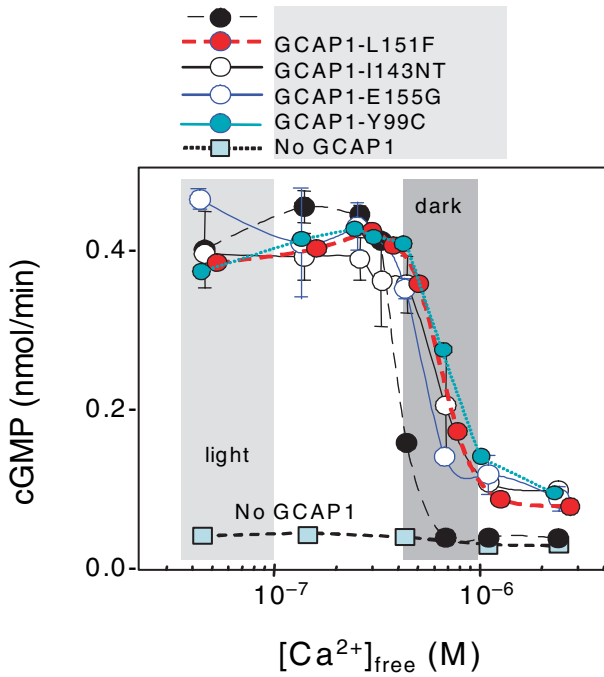 GCAP1-L151F
GCAP1-I143NT
GCAP1-E155G
GCAP1-Y99C
No GCAP1
dark
0.4
cGMP (nmol/min)
0.2
light
No GCAP1
0.0
10⁻⁷
10⁻⁶
[Ca²⁺]free (M)